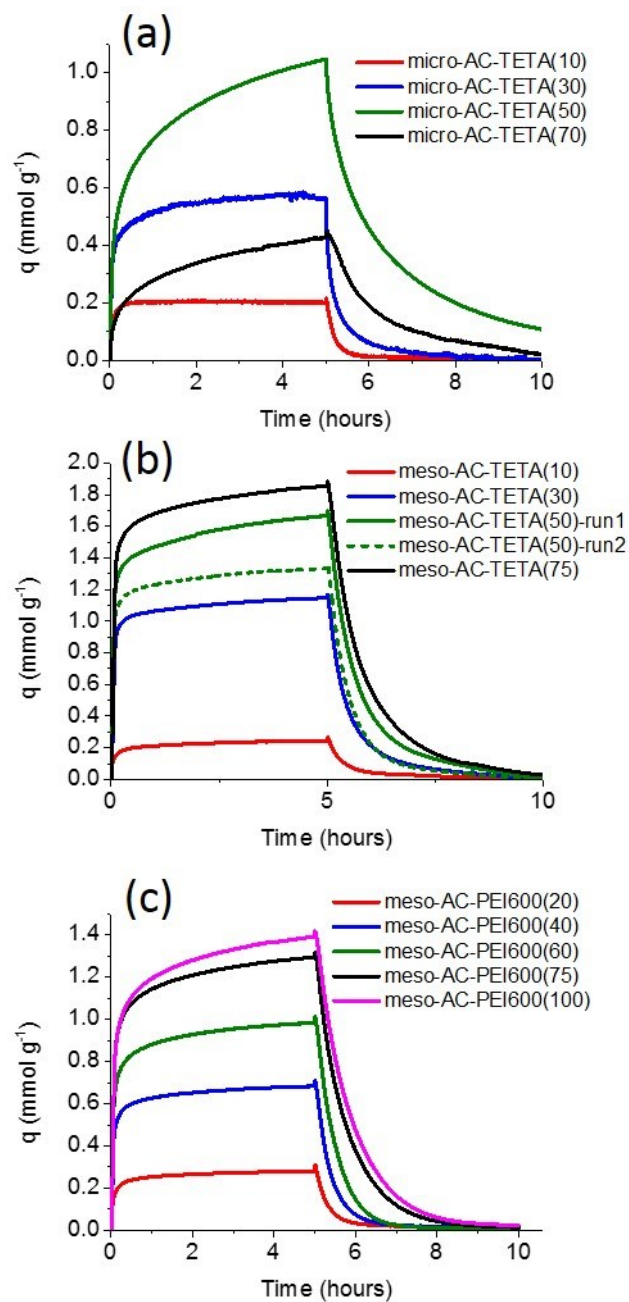 (a)
micro-AC-TETA(10)
micro-AC-TETA(30)
micro-AC-TETA(50)
micro-AC-TETA(70)
q (mmol g⁻¹)
1.0
0.8
0.6
0.4
0.2
0.0
0 2 4 6 8 10
Time (hours)
(b)
meso-AC-TETA(10)
meso-AC-TETA(30)
meso-AC-TETA(50)-run1
meso-AC-TETA(50)-run2
meso-AC-TETA(75)
q (mmol g⁻¹)
2.0
1.8
1.6
1.4
1.2
1.0
0.8
0.6
0.4
0.2
0.0
0 5 10
Time (hours)
(c)
meso-AC-PEI600(20)
meso-AC-PEI600(40)
meso-AC-PEI600(60)
meso-AC-PEI600(75)
meso-AC-PEI600(100)
q (mmol g⁻¹)
1.4
1.2
1.0
0.8
0.6
0.4
0.2
0.0
0 2 4 6 8 10
Time (hours)